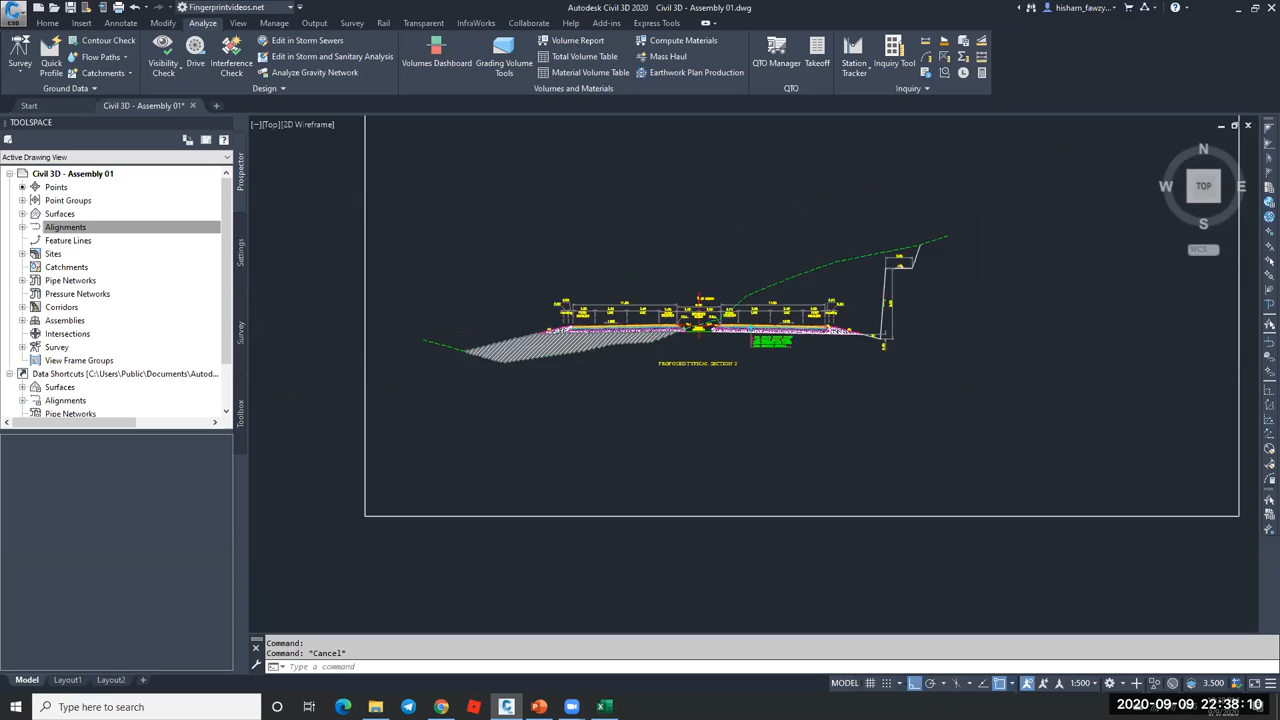 C3D
Fingerprintvideos.net
Autodesk Civil 3D 2020
Civil 3D - Assembly 01.dwg
hisham_fawzy...
Home
Insert
Annotate
Modify
Analyze
View
Manage
Output
Survey
Rail
Transparent
InfraWorks
Collaborate
Help
Add-ins
Express Tools
Survey
Quick Profile
Contour Check
Flow Paths
Catchments
Ground Data
Visibility Check
Drive
Interference Check
Edit in Storm Sewers
Edit in Storm and Sanitary Analysis
Analyze Gravity Network
Design
Volumes Dashboard
Grading Volume Tools
Volume Report
Total Volume Table
Material Volume Table
Compute Materials
Mass Haul
Earthwork Plan Production
Volumes and Materials
QTO Manager
Takeoff
QTO
Station Tracker
Inquiry Tool
Inquiry
Start
Civil 3D - Assembly 01*
TOOLSPACE
Active Drawing View
Civil 3D - Assembly 01
Points
Point Groups
Surfaces
Alignments
Feature Lines
Sites
Catchments
Pipe Networks
Pressure Networks
Corridors
Assemblies
Intersections
Survey
View Frame Groups
Data Shortcuts [C:\Users\Public\Documents\Autod...
Surfaces
Alignments
Pipe Networks
Prospector
Settings
Survey
Toolbox
[−][Top][2D Wireframe]
N
W
TOP
E
S
WCS
PROPOSED TYPICAL SECTION 2
Command:
Command: *Cancel*
Type a command
Model
Layout1
Layout2
MODEL
1:500
3.500
Type here to search
2020-09-09 22:38:10